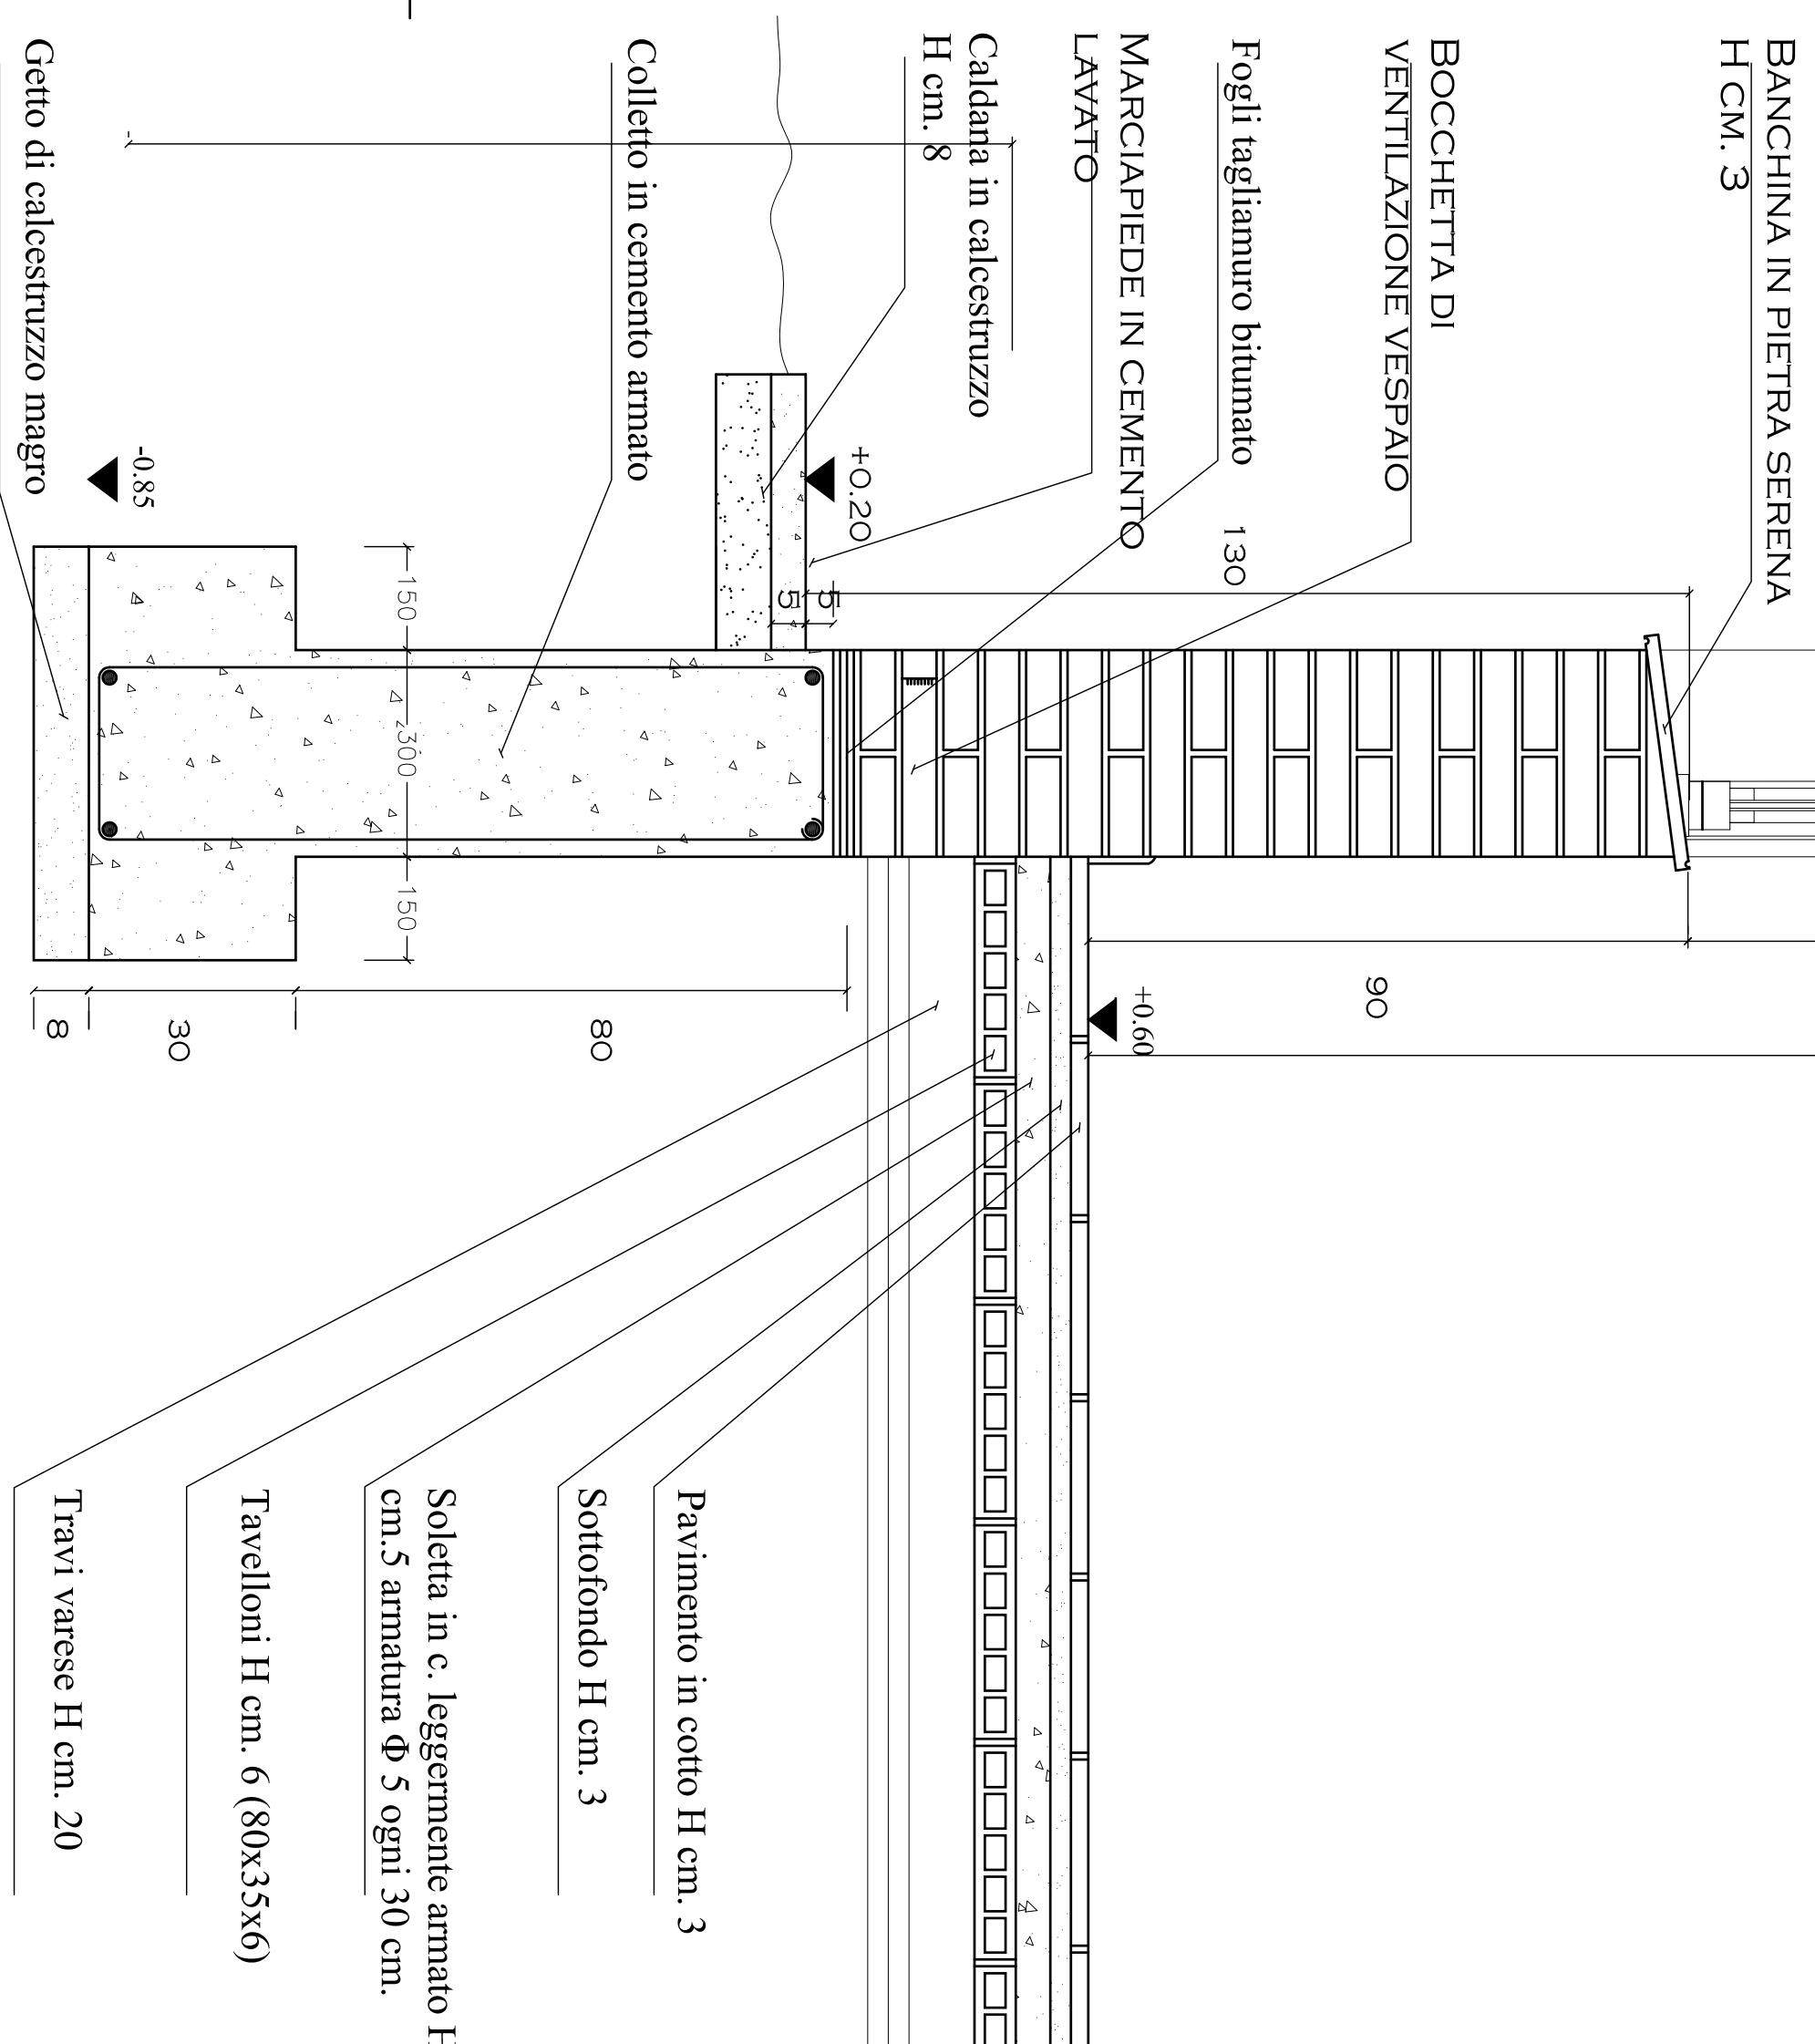 BANCHINA IN PIETRA SERENA
H CM. 3
BOCCHETTA DI
VENTILAZIONE VESPAIO
Fogli tagliamuro bitumato
MARCIAPIEDE IN CEMENTO
LAVATO
Caldana in calcestruzzo
H cm. 8
Colletto in cemento armato
Getto di calcestruzzo magro
130
+0.20
5
5
-0.85
150
300
150
90
+0.60
80
30
8
Pavimento in cotto H cm. 3
Sottofondo H cm. 3
Soletta in c. leggermente armato H
cm.5 armatura Φ 5 ogni 30 cm.
Tavelloni H cm. 6 (80x35x6)
Travi varese H cm. 20